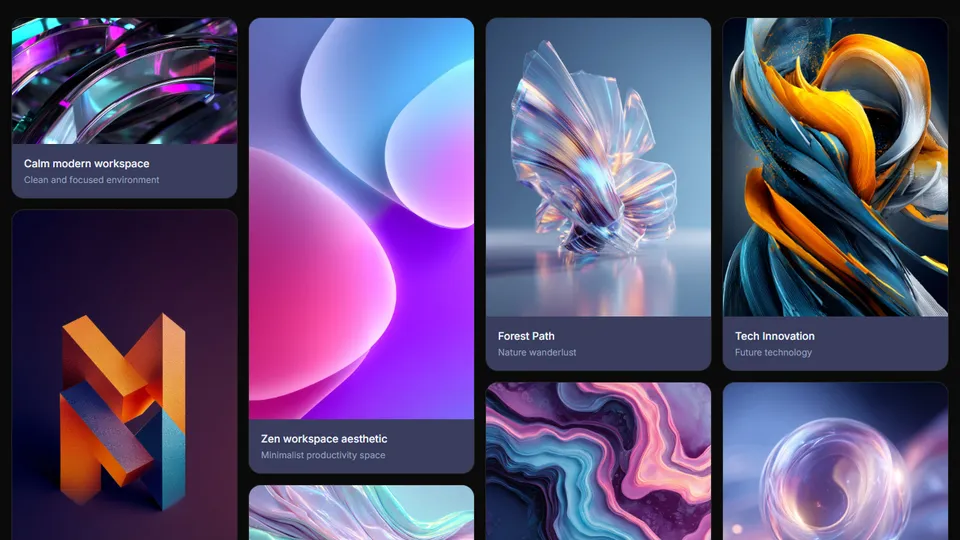 Calm modern workspace
Clean and focused environment
Zen workspace aesthetic
Minimalist productivity space
Forest Path
Nature wanderlust
Tech Innovation
Future technology